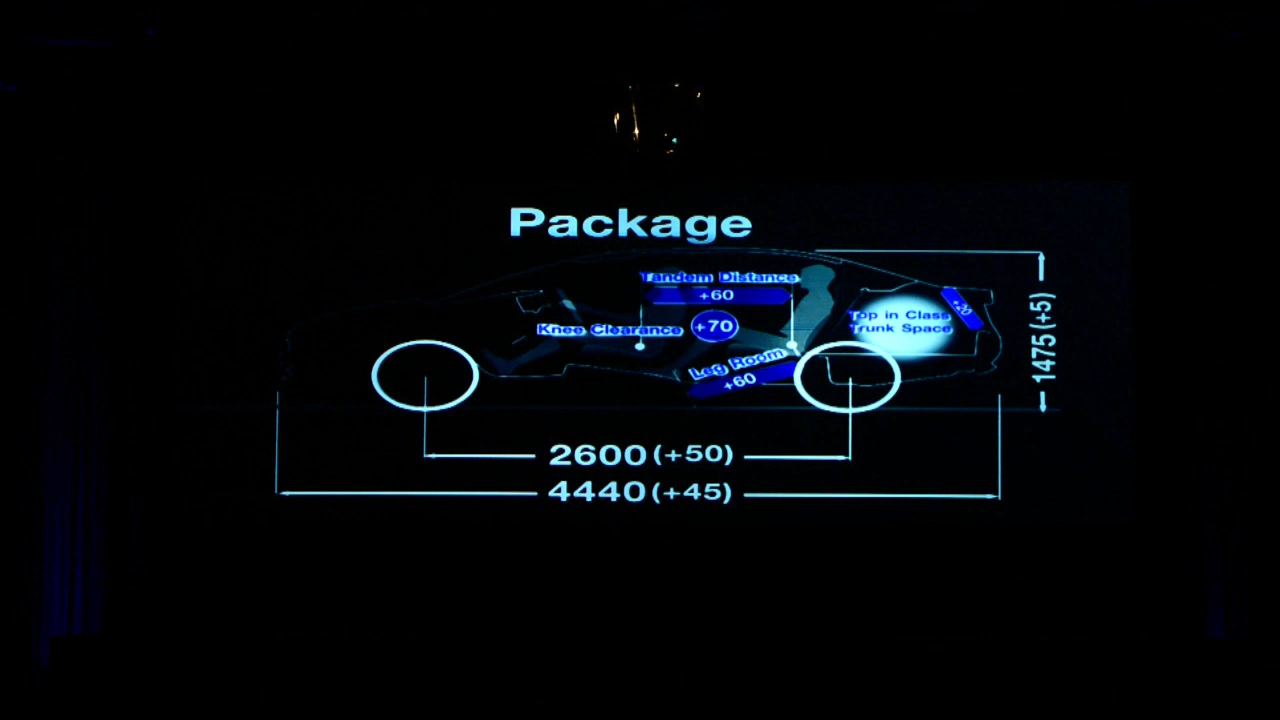 Package
Tandem Distance
+60
Knee Clearance
+70
Leg Room
+60
Top in Class
Trunk Space
+20
1475 (+5)
2600 (+50)
4440 (+45)